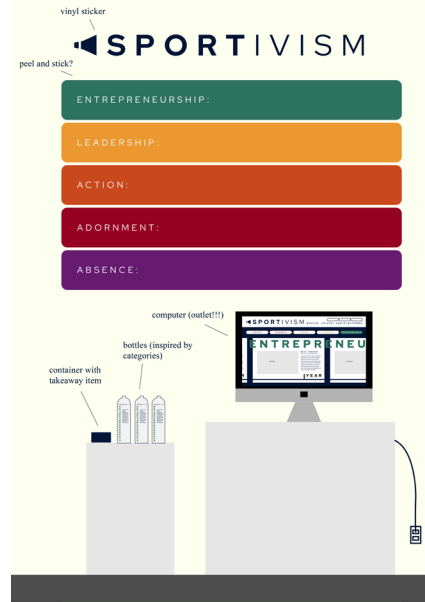 vinyl sticker
SPORTIVISM
peel and stick?
ENTREPRENEURSHIP:
LEADERSHIP:
ACTION:
ADORNMENT:
ABSENCE:
computer (outlet!!!)
SPORTIVISM
ENTREPRENEU
YEAR
bottles (inspired by
categories)
container with
takeaway item